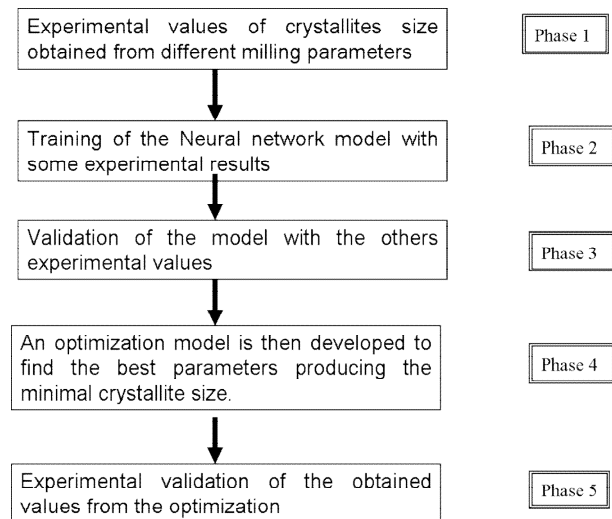 Experimental values of crystallites size
obtained from different milling parameters
Phase 1
Training of the Neural network model with
some experimental results
Phase 2
Validation of the model with the others
experimental values
Phase 3
An optimization model is then developed to
find the best parameters producing the
minimal crystallite size.
Phase 4
Experimental validation of the obtained
values from the optimization
Phase 5